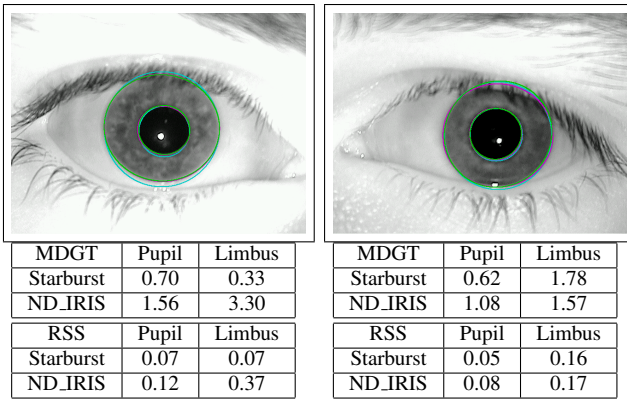 MDGT Pupil Limbus
Starburst 0.70 0.33
ND_IRIS 1.56 3.30
RSS Pupil Limbus
Starburst 0.07 0.07
ND_IRIS 0.12 0.37
MDGT Pupil Limbus
Starburst 0.62 1.78
ND_IRIS 1.08 1.57
RSS Pupil Limbus
Starburst 0.05 0.16
ND_IRIS 0.08 0.17